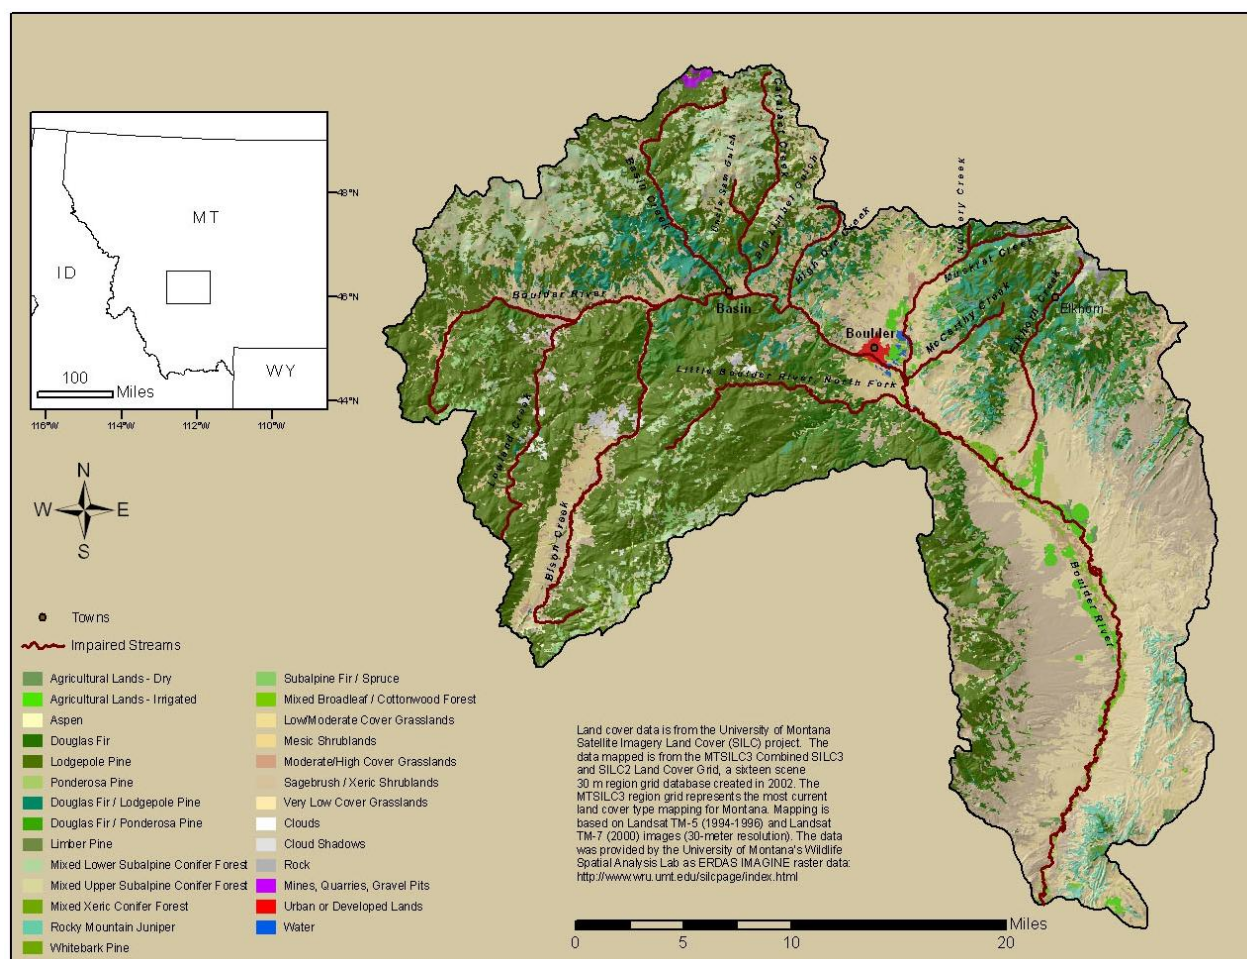 MT
ID
WY
100
Miles
48°N
46°N
44°N
116°W
114°W
112°W
110°W
N
W
E
S
Basin Creek
Uncle Sam Gulch
Cataract Creek
Big Limber Gulch
High Ore Creek
Nursery Creek
Muskrat Creek
McCarthy Creek
Elkhorn Creek
Elkhorn
Boulder River
Basin
Boulder
Little Boulder River, North Fork
Bison Creek
Boulder River
Towns
Impaired Streams
Agricultural Lands - Dry
Agricultural Lands - Irrigated
Aspen
Douglas Fir
Lodgepole Pine
Ponderosa Pine
Douglas Fir / Lodgepole Pine
Douglas Fir / Ponderosa Pine
Limber Pine
Mixed Lower Subalpine Conifer Forest
Mixed Upper Subalpine Conifer Forest
Mixed Xeric Conifer Forest
Rocky Mountain Juniper
Whitebark Pine
Subalpine Fir / Spruce
Mixed Broadleaf / Cottonwood Forest
Low/Moderate Cover Grasslands
Mesic Shrublands
Moderate/High Cover Grasslands
Sagebrush / Xeric Shrublands
Very Low Cover Grasslands
Clouds
Cloud Shadows
Rock
Mines, Quarries, Gravel Pits
Urban or Developed Lands
Water
Land cover data is from the University of Montana
Satellite Imagery Land Cover (SILC) project. The
data mapped is from the MTSILC3 Combined SILC3
and SILC2 Land Cover Grid, a sixteen scene
30 m region grid database created in 2002. The
MTSILC3 region grid represents the most current
land cover type mapping for Montana. Mapping is
based on Landsat TM-5 (1994-1996) and Landsat
TM-7 (2000) images (30-meter resolution). The data
was provided by the University of Montana's Wildlife
Spatial Analysis Lab as ERDAS IMAGINE raster data:
http://www.wru.umt.edu/silcpage/index.html
Miles
0
5
10
20